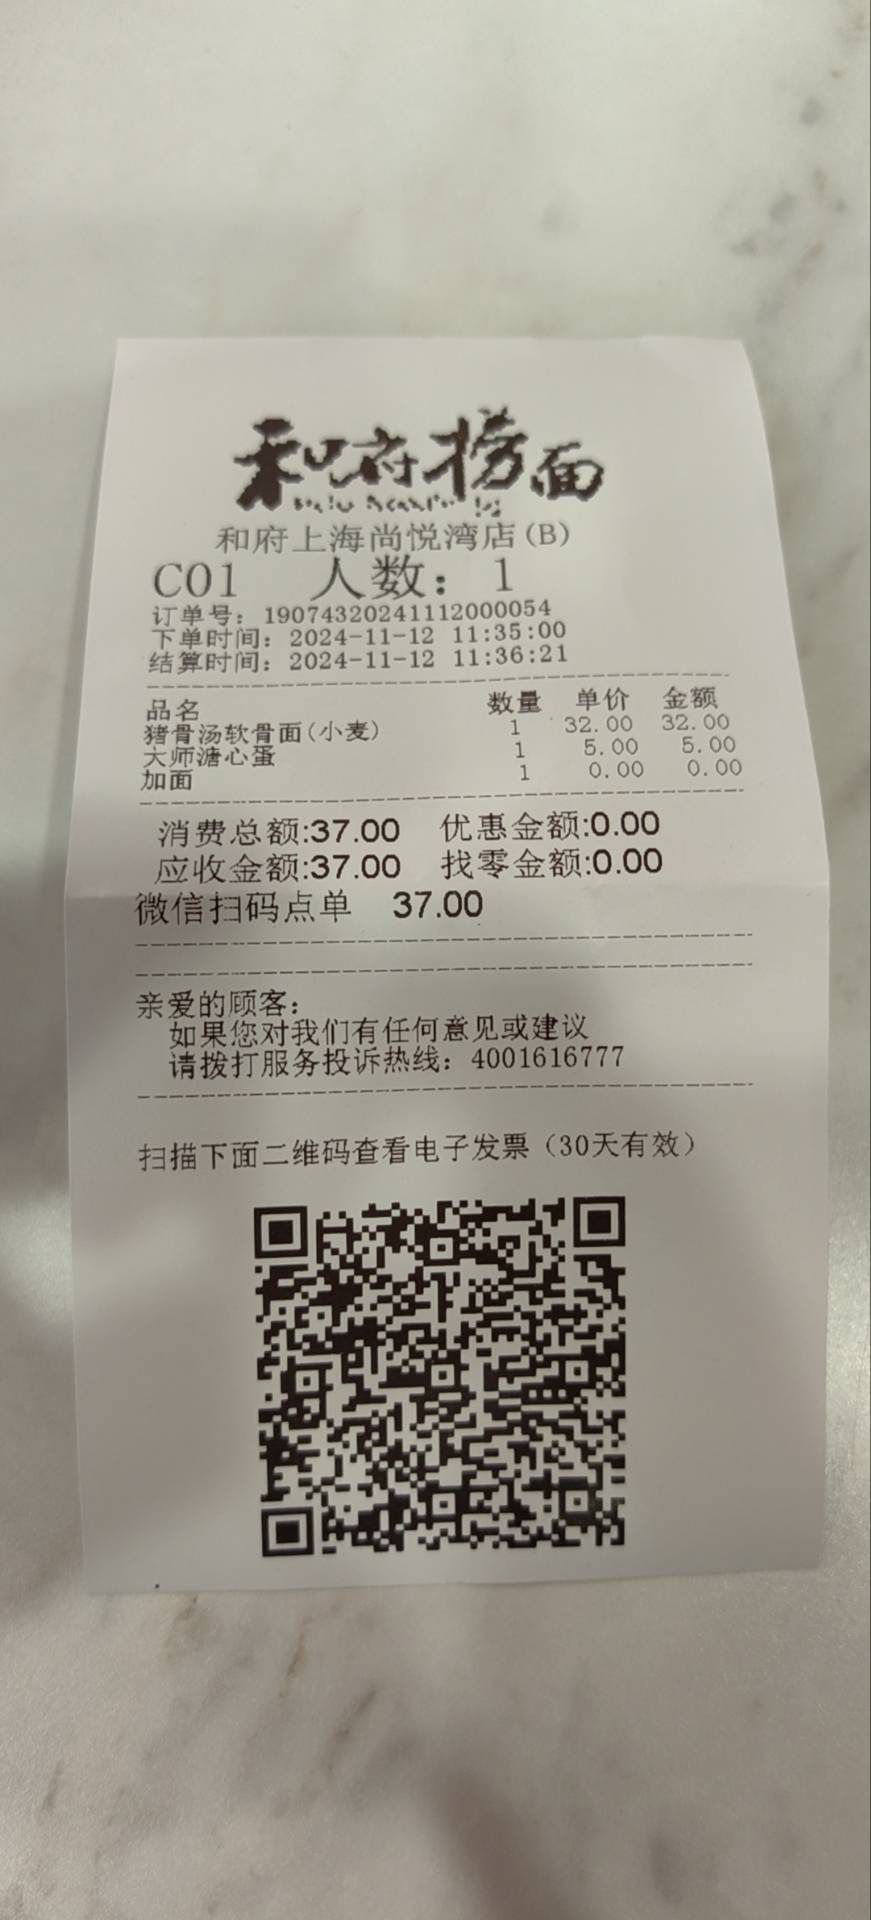 和府捞面
和府上海尚悦湾店(B)
C01 人数: 1
订单号: 19074320241112000054
下单时间: 2024-11-12 11:35:00
结算时间: 2024-11-12 11:36:21
品名 数量 单价 金额
猪骨汤软骨面(小麦) 1 32.00 32.00
大师溏心蛋 1 5.00 5.00
加面 1 0.00 0.00
消费总额:37.00 优惠金额:0.00
应收金额:37.00 找零金额:0.00
微信扫码点单 37.00
亲爱的顾客:
如果您对我们有任何意见或建议
请拨打服务投诉热线: 4001616777
扫描下面二维码查看电子发票（30天有效）